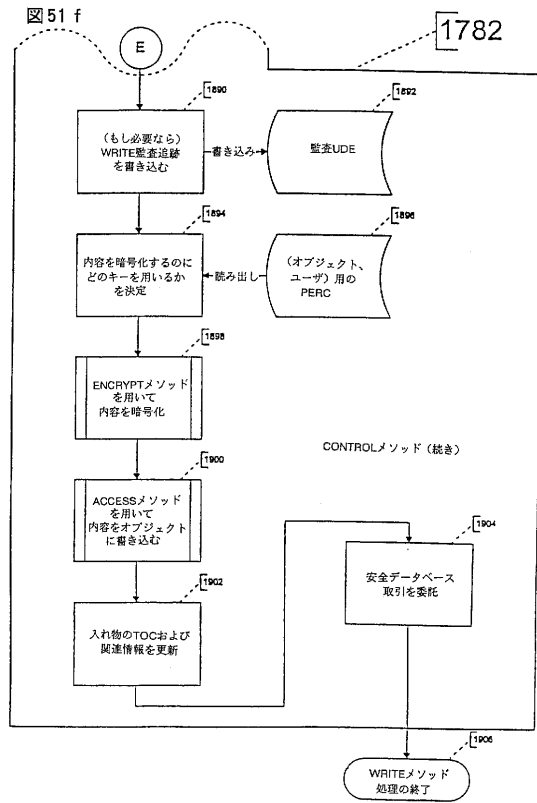 図51 f
1782
E
1890
(もし必要なら)
WRITE監査追跡
を書き込む
書き込み
1892
監査UDE
1894
内容を暗号化するのに
どのキーを用いるか
を決定
読み出し
1896
(オブジェクト、
ユーザ)用の
PERC
1898
ENCRYPTメソッド
を用いて
内容を暗号化
CONTROLメソッド(続き)
1900
ACCESSメソッド
を用いて
内容をオブジェクト
に書き込む
1902
入れ物のTOCおよび
関連情報を更新
1904
安全データベース
取引を委託
1906
WRITEメソッド
処理の終了